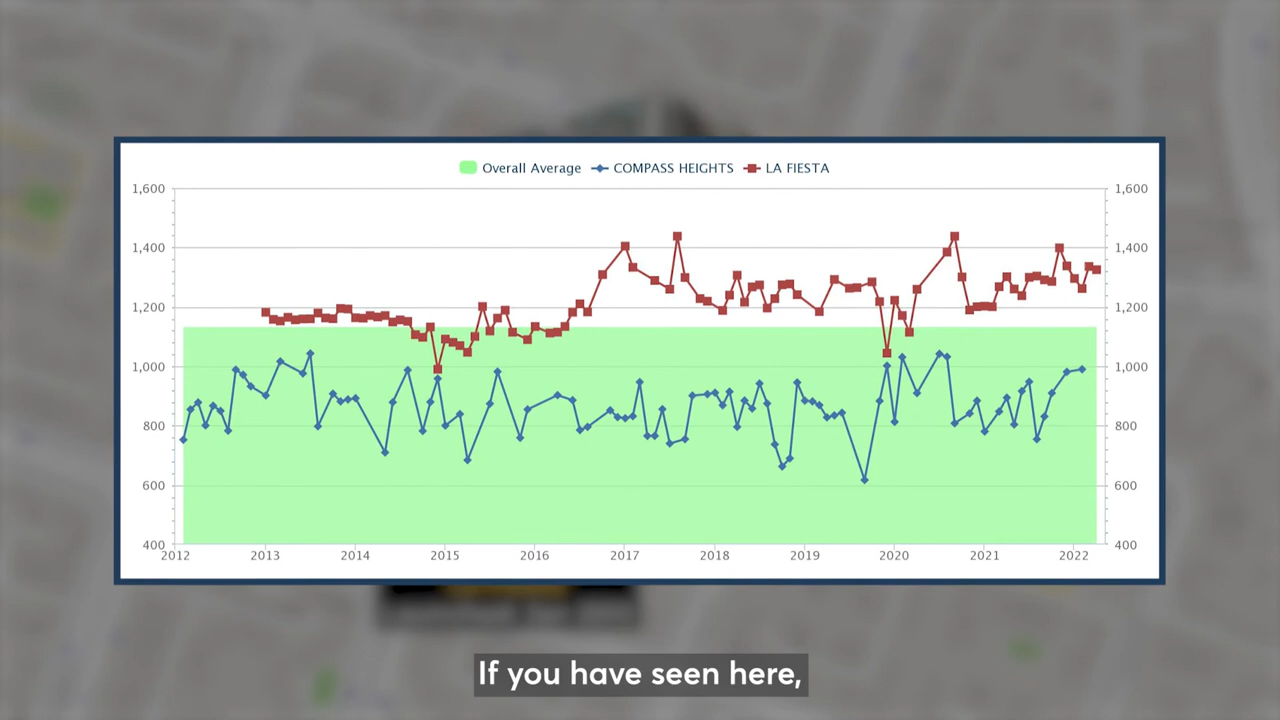 Overall Average COMPASS HEIGHTS LA FIESTA
1,600 1,600
1,400 1,400
1,200 1,200
1,000 1,000
800 800
600 600
400 400
2012 2013 2014 2015 2016 2017 2018 2019 2020 2021 2022
If you have seen here,